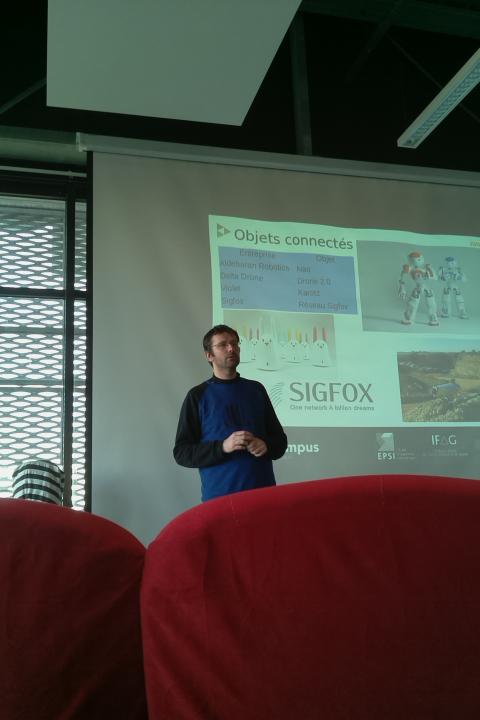 Objets connectés
Entreprise Objet
Aldebaran Robotics Nao
Delta Drone Drone 2.0
Violet Karotz
Sigfox Réseau Sigfox
SIGFOX
One network A billion dreams
mpus
EPSI
IFAG